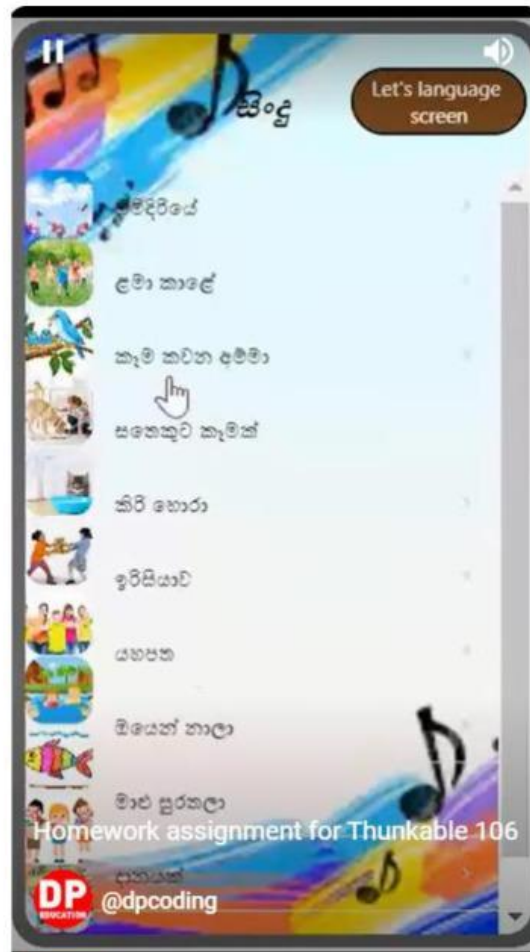 සිංදු
Let's language
screen
ළමා කාලේ
කෑම කවන අම්මා
සතෙකුට කෑමක්
කිරි හොරා
ඉරිසියාව
යහපත
ඔයෙන් නාලා
මාළු සුරතලා
Homework assignment for Thunkable 106
DP
EDUCATION
@dpcoding